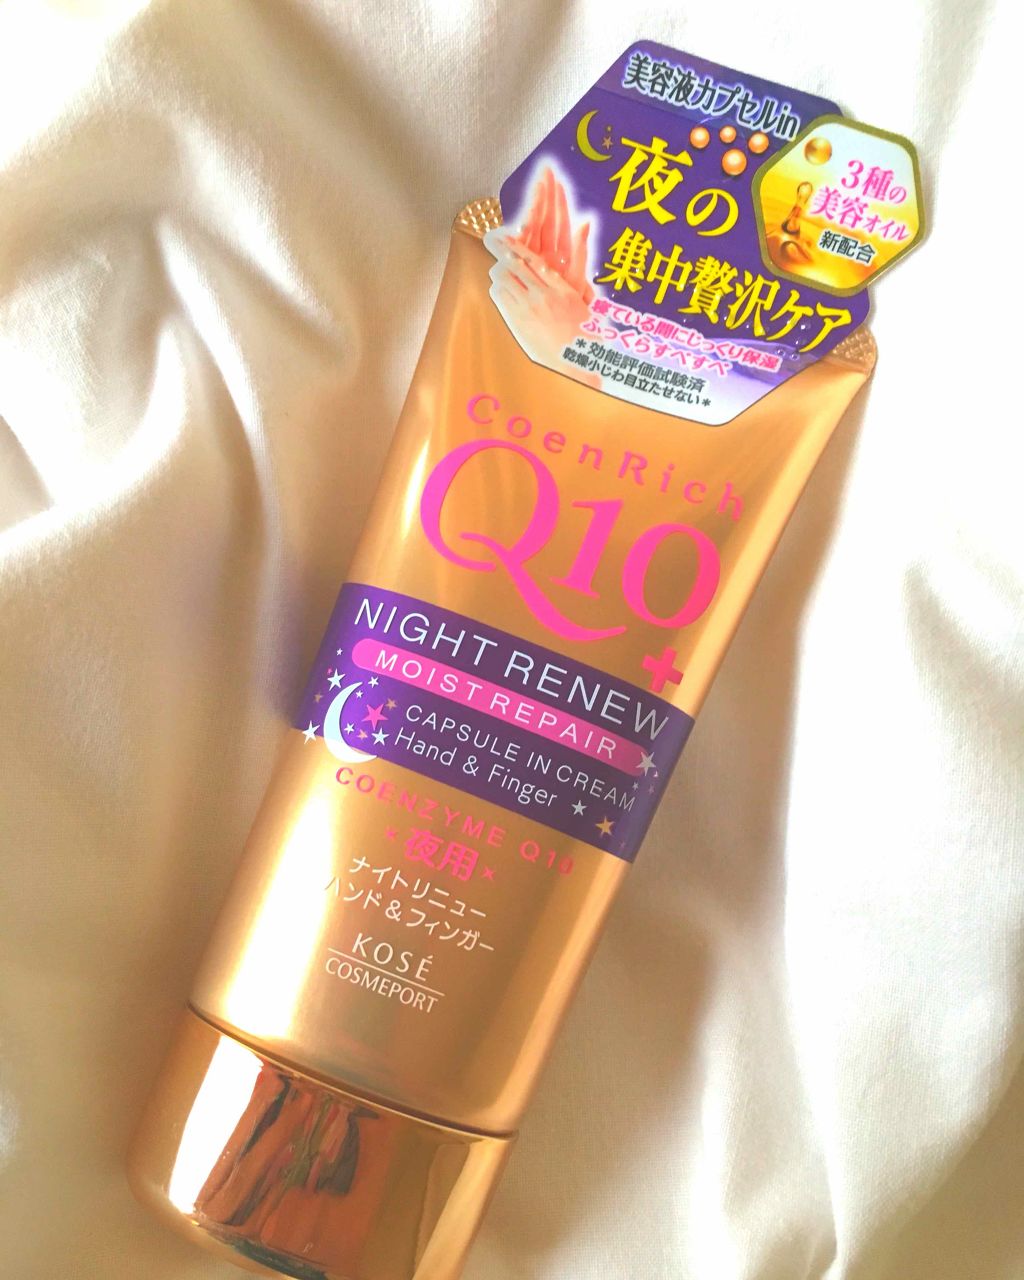 美容液カプセルin
夜の
集中贅沢ケア
3種の
美容オイル
新配合
寝ている間にじっくり保湿
ふっくらすべすべ
*効能評価試験済
乾燥小じわ目立たせない*
CoenRich
Q10
+
NIGHT RENEW
MOIST REPAIR
CAPSULE IN CREAM
Hand & Finger
COENZYME Q10
夜用
ナイトリニュー
ハンド&フィンガー
KOSÉ
COSMEPORT